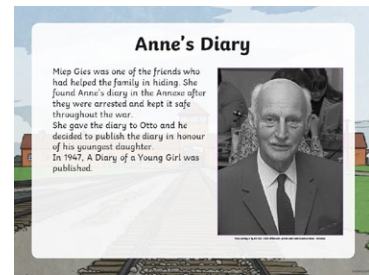 Anne's Diary
Miep Gies was one of the friends who
had helped the family in hiding. She
found Anne's diary in the Annexe after
they were arrested and kept it safe
throughout the war.
She gave the diary to Otto and he
decided to publish the diary in honour
of his youngest daughter.
In 1947, A Diary of a Young Girl was
published.